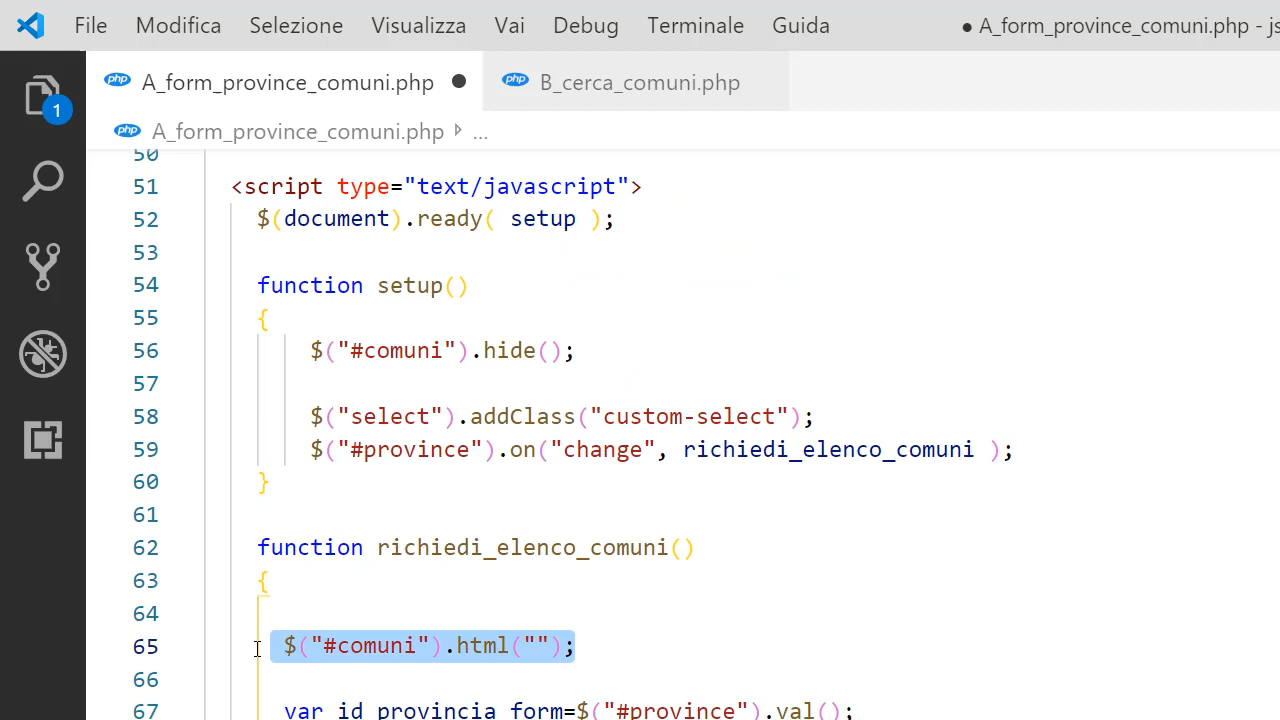 File Modifica Selezione Visualizza Vai Debug Terminale Guida ● A_form_province_comuni.php - js
A_form_province_comuni.php ● B_cerca_comuni.php
A_form_province_comuni.php ...
1
50
51 <script type="text/javascript">
52 $(document).ready( setup );
53
54 function setup()
55 {
56 $("#comuni").hide();
57
58 $("select").addClass("custom-select");
59 $("#province").on("change", richiedi_elenco_comuni );
60 }
61
62 function richiedi_elenco_comuni()
63 {
64
65 $("#comuni").html("");
66
67 var id_provincia_form=$("#province").val();